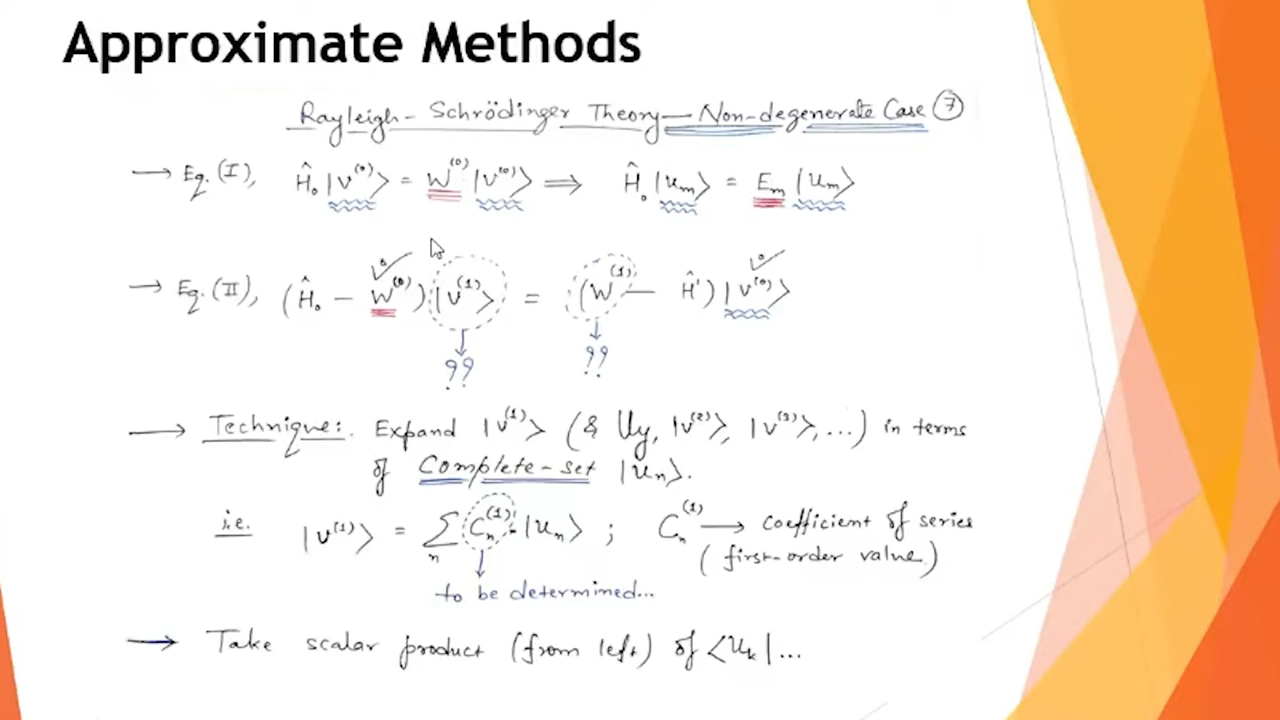 Approximate Methods
Rayleigh-Schrödinger Theory — Non-degenerate Case ⑦
→ Eq.(I), Ĥ₀|v⁽⁰⁾⟩ = W⁽⁰⁾|v⁽⁰⁾⟩ ⟹ Ĥ₀|uₘ⟩ = Eₘ|uₘ⟩
→ Eq.(II), (Ĥ₀ − W⁽⁰⁾)|v⁽¹⁾⟩ = (W⁽¹⁾ − Ĥ')|v⁽⁰⁾⟩
?? ??
→ Technique:. Expand |v⁽¹⁾⟩ (& lly, |v⁽²⁾⟩, |v⁽³⁾⟩, ...) in terms
of Complete-set |uₙ⟩.
i.e. |v⁽¹⁾⟩ = ∑ₙ Cₙ⁽¹⁾·|uₙ⟩ ; Cₙ⁽¹⁾ → coefficient of series
(first-order value)
to be determined...
→ Take scalar product (from left) of ⟨uₖ|...